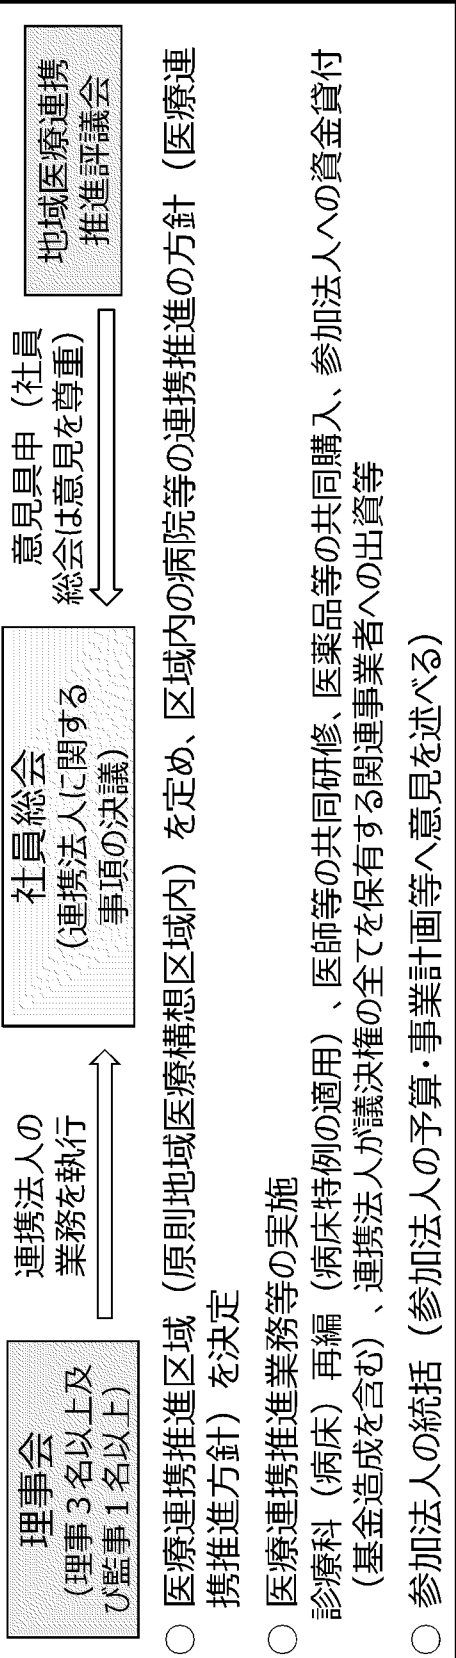 理事会
（理事３名以上及
び監事１名以上）
連携法人の
業務を執行
社員総会
（連携法人に関する
事項の決議）
意見具申（社員
総会は意見を尊重）
地域医療連携
推進評議会
○ 医療連携推進区域（原則地域医療構想区域内）を定め、区域内の病院等の連携推進の方針（医療連
携推進方針）を決定
○ 医療連携推進業務等の実施
診療科（病床）再編（病床特例の適用）、医師等の共同研修、医薬品等の共同購入、参加法人への資金貸付
（基金造成を含む）、連携法人が議決権の全てを保有する関連事業者への出資等
○ 参加法人の統括（参加法人の予算・事業計画等へ意見を述べる）